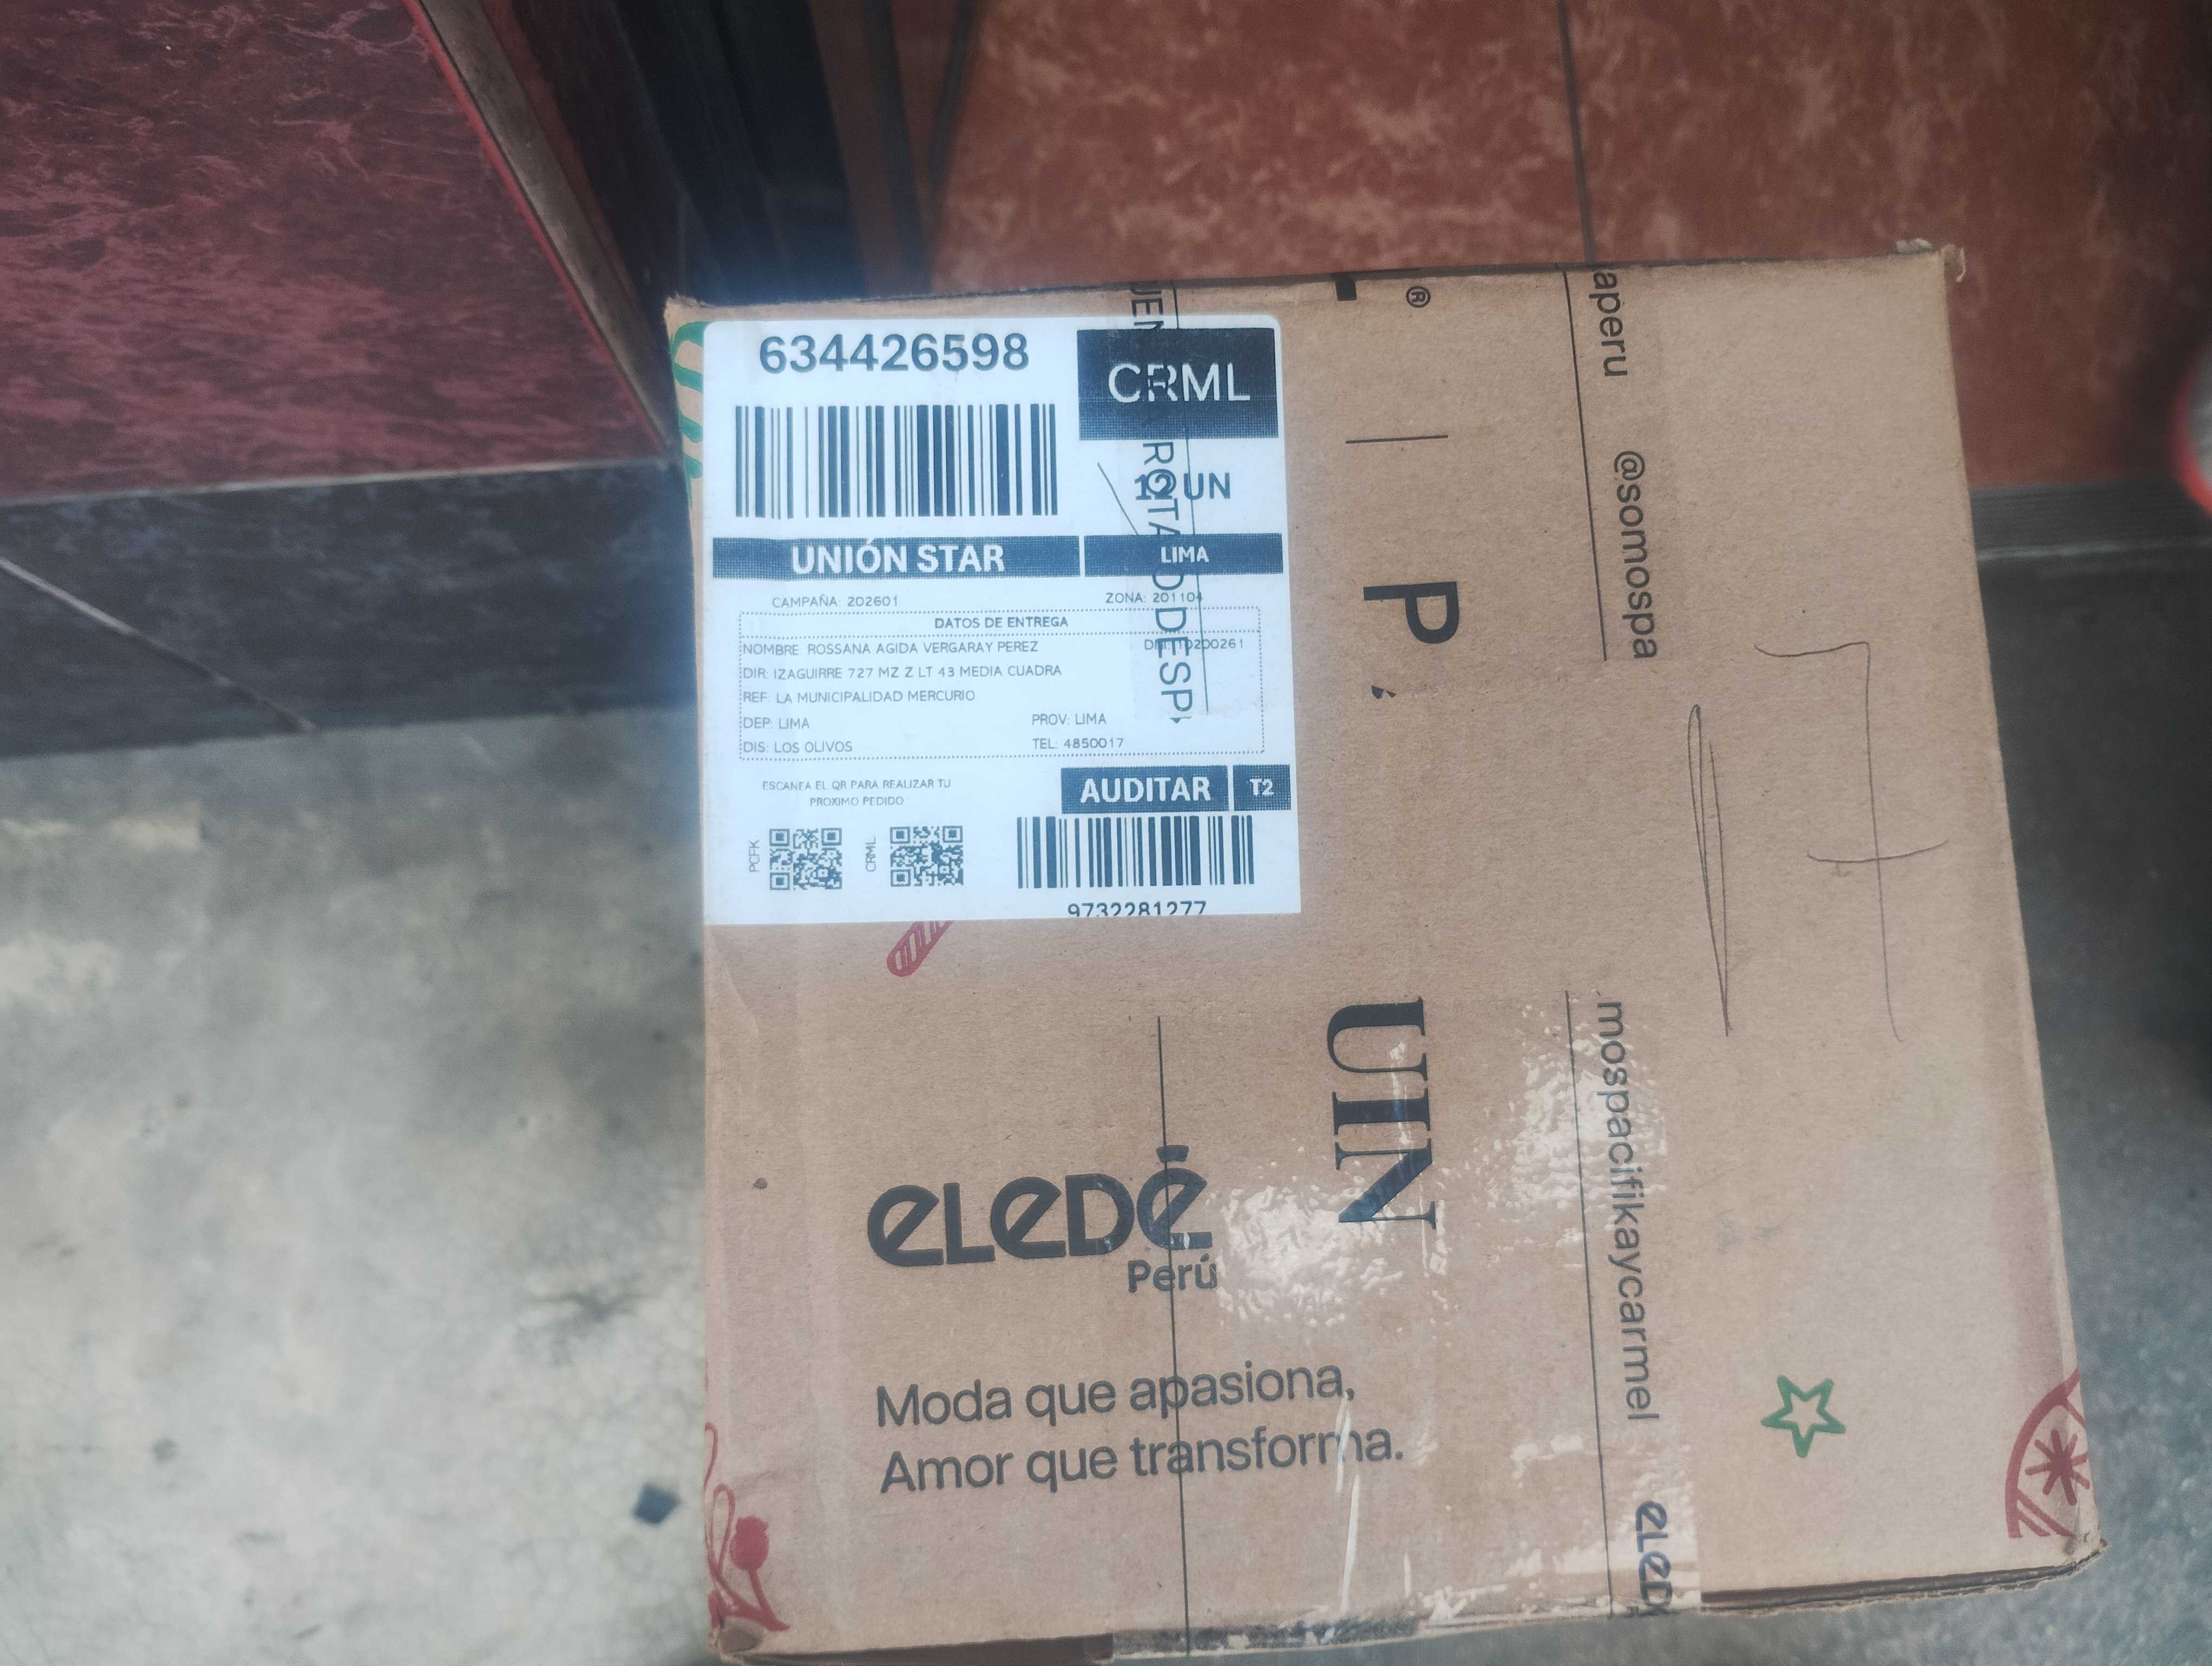 634426598
CRML
12 UN
UNIÓN STAR
LIMA
CAMPAÑA: 202601
ZONA: 201104
DATOS DE ENTREGA
NOMBRE ROSSANA AGIDA VERGARAY PEREZ
DNI: 10200261
DIR: IZAGUIRRE 727 MZ Z LT 43 MEDIA CUADRA
REF: LA MUNICIPALIDAD MERCURIO
DEP: LIMA
PROV: LIMA
DIS: LOS OLIVOS
TEL: 4850017
ESCANEA EL QR PARA REALIZAR TU
PROXIMO PEDIDO
PCFK
CRML
AUDITAR
T2
9732281277
®
P
UIN
aperu
@somospa
mospacifikaycarmel
eLeDé
Perú
Moda que apasiona,
Amor que transforma.